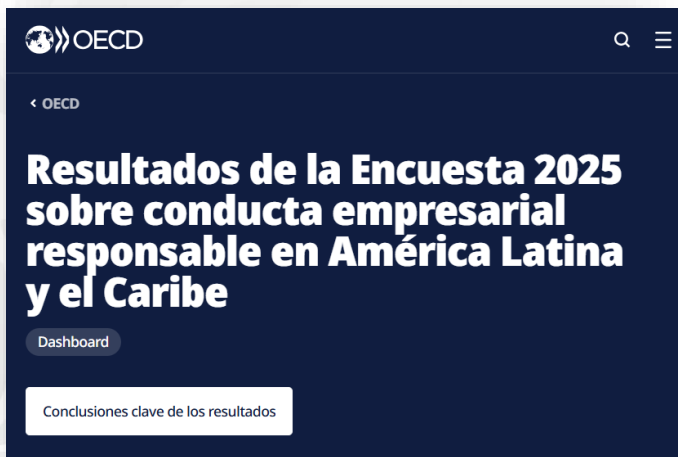 OECD
OECD
Resultados de la Encuesta 2025
sobre conducta empresarial
responsable en América Latina
y el Caribe
Dashboard
Conclusiones clave de los resultados